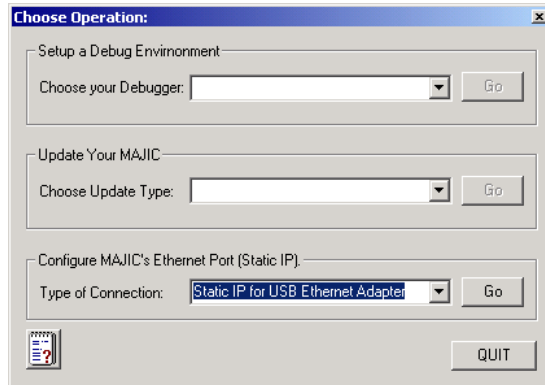 Choose Operation:
Setup a Debug Envirnonment
Choose your Debugger:
Go
Update Your MAJIC
Choose Update Type:
Go
Configure MAJIC's Ethernet Port (Static IP).
Type of Connection: Static IP for USB Ethernet Adapter Go
QUIT